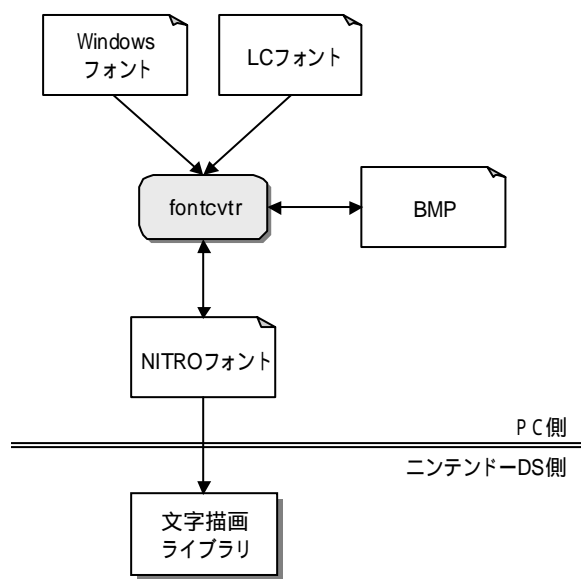 Windows
フォント
LCフォント
fontcvtr
BMP
NITROフォント
ＰＣ側
ニンテンドーDS側
文字描画
ライブラリ